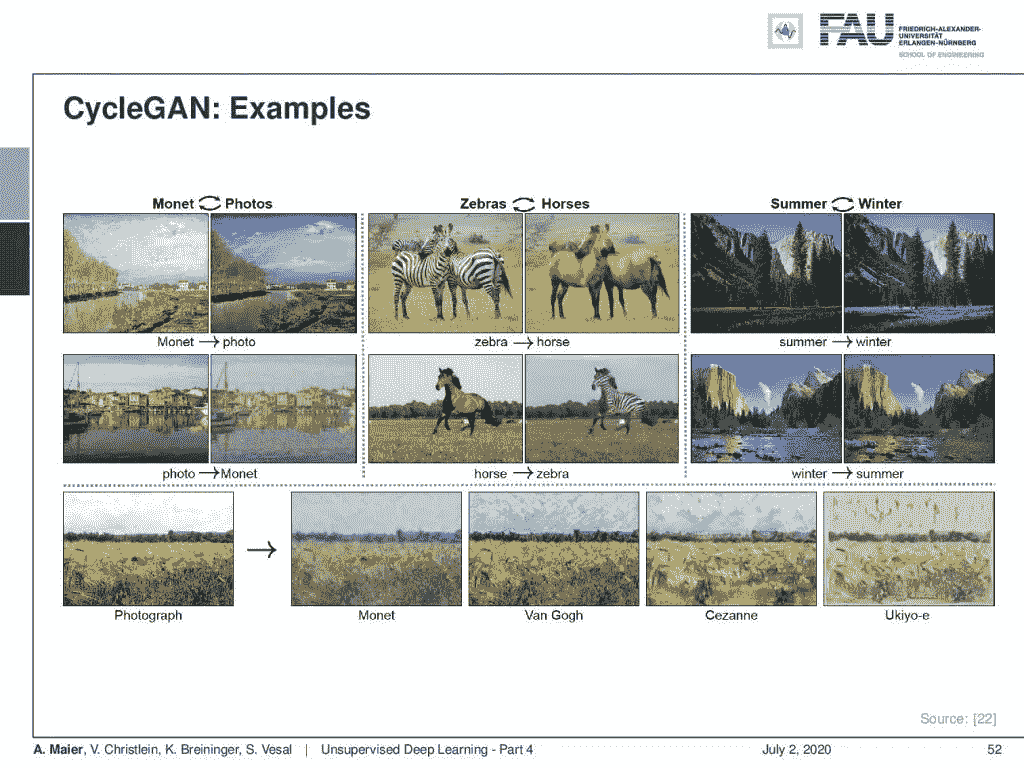 FAU
FRIEDRICH-ALEXANDER-
UNIVERSITÄT
ERLANGEN-NÜRNBERG
SCHOOL OF ENGINEERING
CycleGAN: Examples
Monet Photos
Zebras Horses
Summer Winter
Monet → photo
zebra → horse
summer → winter
photo → Monet
horse → zebra
winter → summer
Photograph
Monet
Van Gogh
Cezanne
Ukiyo-e
Source: [22]
A. Maier, V. Christlein, K. Breininger, S. Vesal | Unsupervised Deep Learning - Part 4
July 2, 2020
52